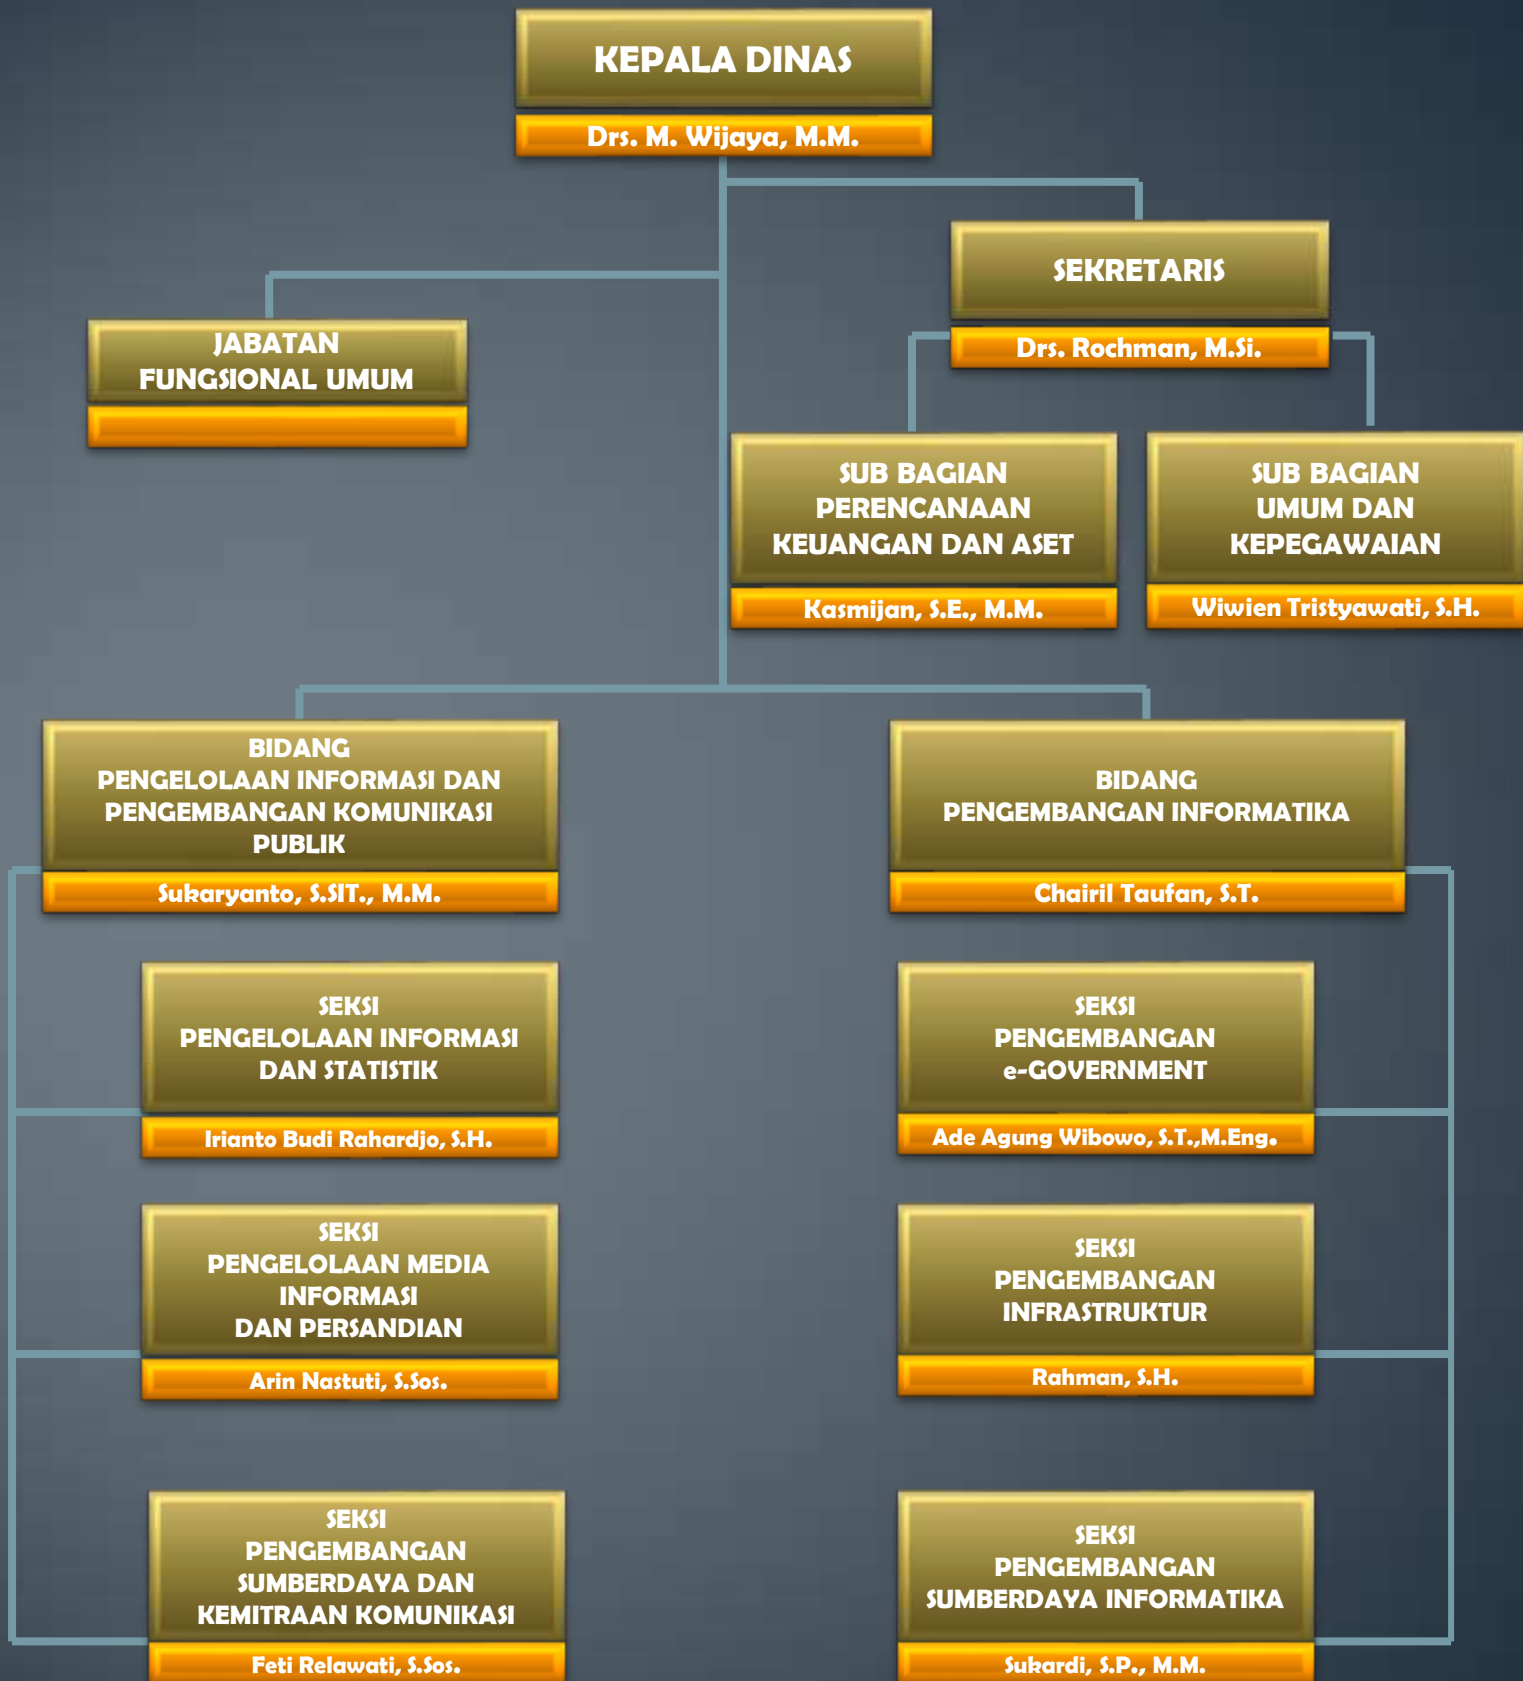 KEPALA DINAS
Drs. M. Wijaya, M.M.
SEKRETARIS
Drs. Rochman, M.Si.
JABATAN
FUNGSIONAL UMUM
SUB BAGIAN
PERENCANAAN
KEUANGAN DAN ASET
Kasmijan, S.E., M.M.
SUB BAGIAN
UMUM DAN
KEPEGAWAIAN
Wiwien Tristyawati, S.H.
BIDANG
PENGELOLAAN INFORMASI DAN
PENGEMBANGAN KOMUNIKASI
PUBLIK
Sukaryanto, S.SIT., M.M.
BIDANG
PENGEMBANGAN INFORMATIKA
Chairil Taufan, S.T.
SEKSI
PENGELOLAAN INFORMASI
DAN STATISTIK
Irianto Budi Rahardjo, S.H.
SEKSI
PENGEMBANGAN
e-GOVERNMENT
Ade Agung Wibowo, S.T.,M.Eng.
SEKSI
PENGELOLAAN MEDIA
INFORMASI
DAN PERSANDIAN
Arin Nastuti, S.Sos.
SEKSI
PENGEMBANGAN
INFRASTRUKTUR
Rahman, S.H.
SEKSI
PENGEMBANGAN
SUMBERDAYA DAN
KEMITRAAN KOMUNIKASI
Feti Relawati, S.Sos.
SEKSI
PENGEMBANGAN
SUMBERDAYA INFORMATIKA
Sukardi, S.P., M.M.